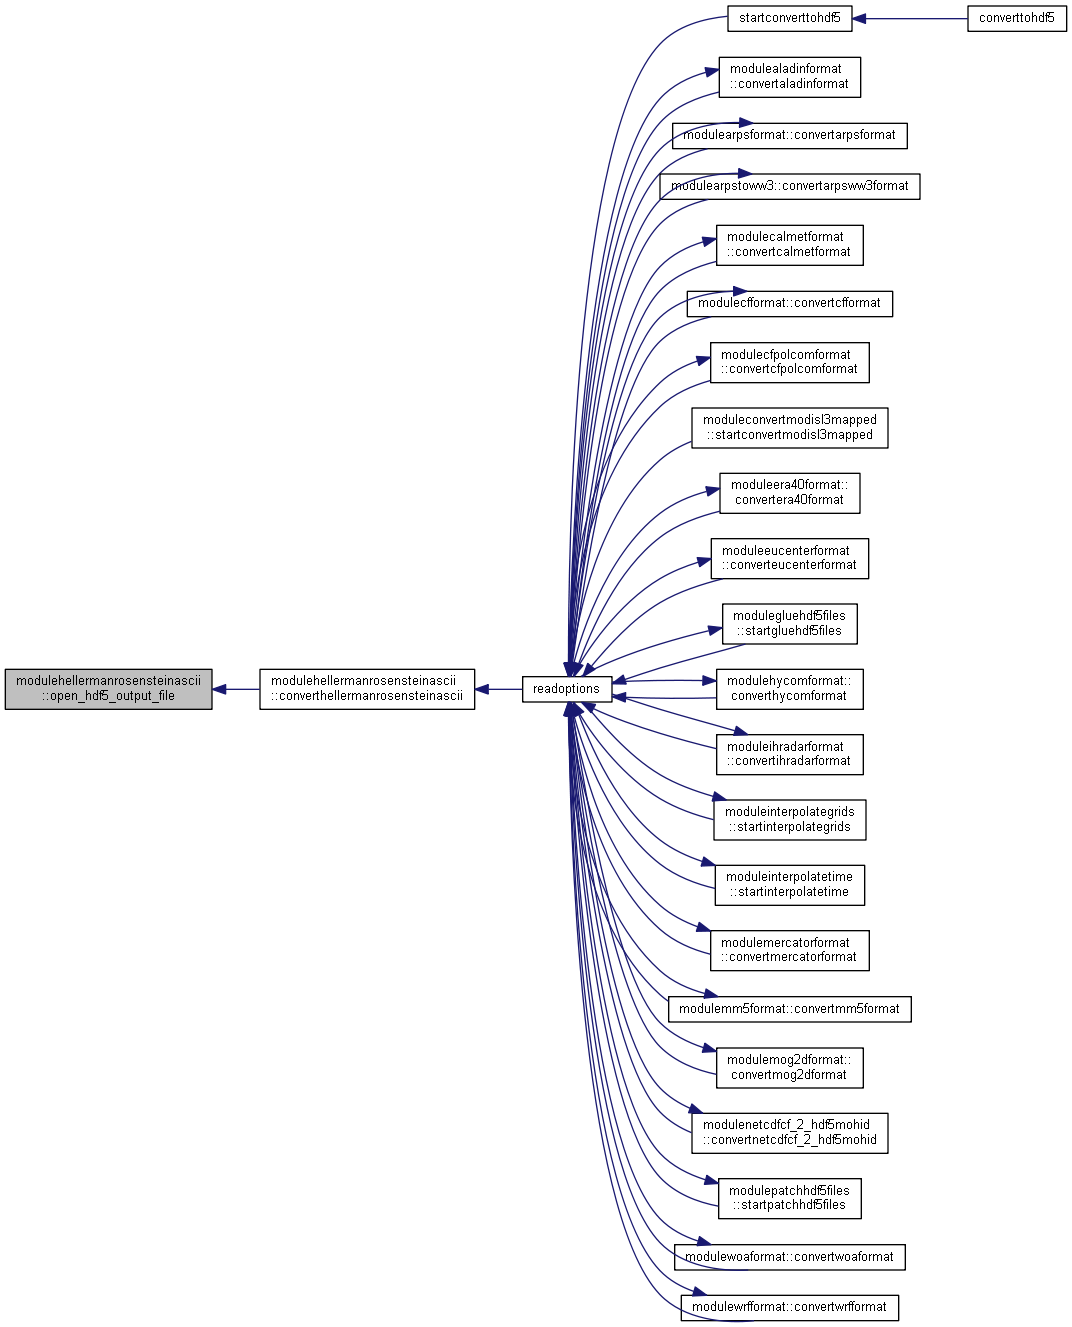 startconverttohdf5
converttohdf5
modulealadinformat
::convertaladinformat
modulearpsformat::convertarpsformat
modulearpstoww3::convertarpsww3format
modulecalmetformat
::convertcalmetformat
modulecfformat::convertcfformat
modulecfpolcomformat
::convertcfpolcomformat
moduleconvertmodisl3mapped
::startconvertmodisl3mapped
moduleera40format::
convertera40format
moduleeucenterformat
::converteucenterformat
modulegluehdf5files
::startgluehdf5files
modulehellermanrosensteinascii
::open_hdf5_output_file
modulehellermanrosensteinascii
::converthellermanrosensteinascii
readoptions
modulehycomformat::
converthycomformat
moduleihradarformat
::convertihradarformat
moduleinterpolategrids
::startinterpolategrids
moduleinterpolatetime
::startinterpolatetime
modulemercatorformat
::convertmercatorformat
modulemm5format::convertmm5format
modulemog2dformat::
convertmog2dformat
modulenetcdfcf_2_hdf5mohid
::convertnetcdfcf_2_hdf5mohid
modulepatchhdf5files
::startpatchhdf5files
modulewoaformat::convertwoaformat
modulewrfformat::convertwrfformat